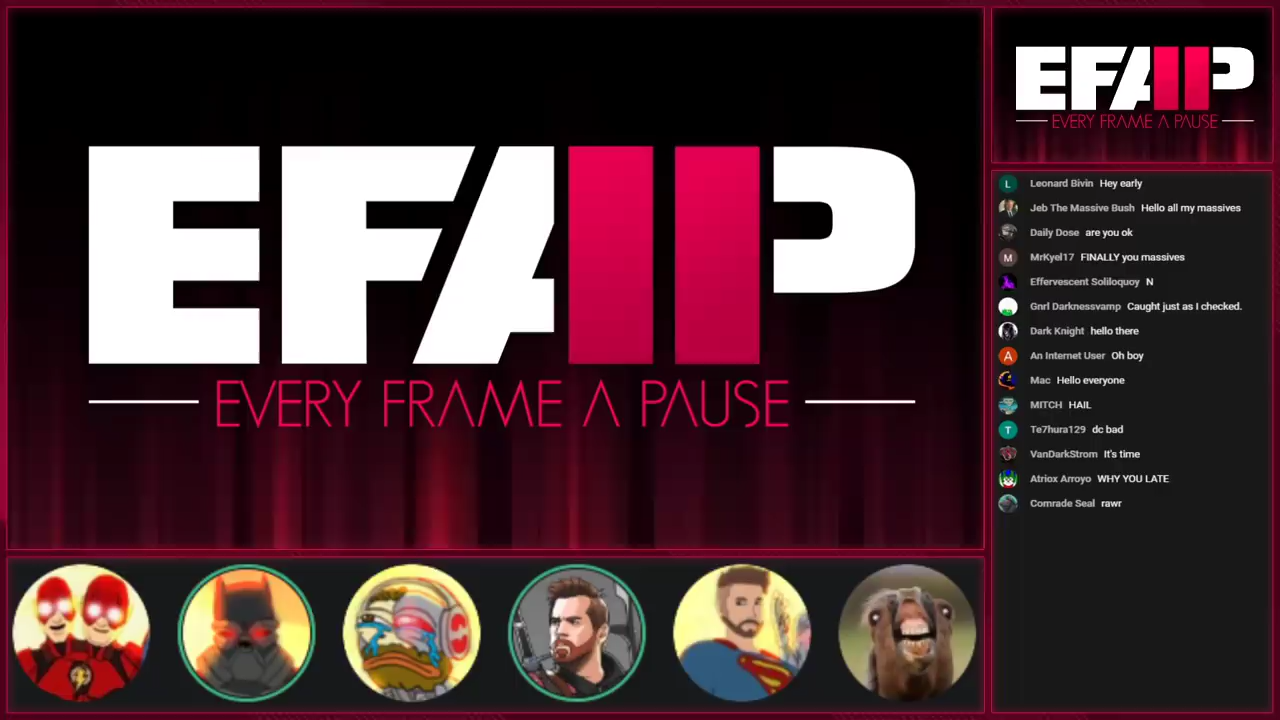 EFAP
EVERY FRAME A PAUSE
EFAP
EVERY FRAME A PAUSE
L Leonard Bivin Hey early
Jeb The Massive Bush Hello all my massives
Daily Dose are you ok
M MrKyel17 FINALLY you massives
Effervescent Soliloquoy N
Gnrl Darknessvamp Caught just as I checked.
Dark Knight hello there
A An Internet User Oh boy
Mac Hello everyone
MITCH HAIL
T Te7hura129 dc bad
VanDarkStrom It's time
Atriox Arroyo WHY YOU LATE
Comrade Seal rawr